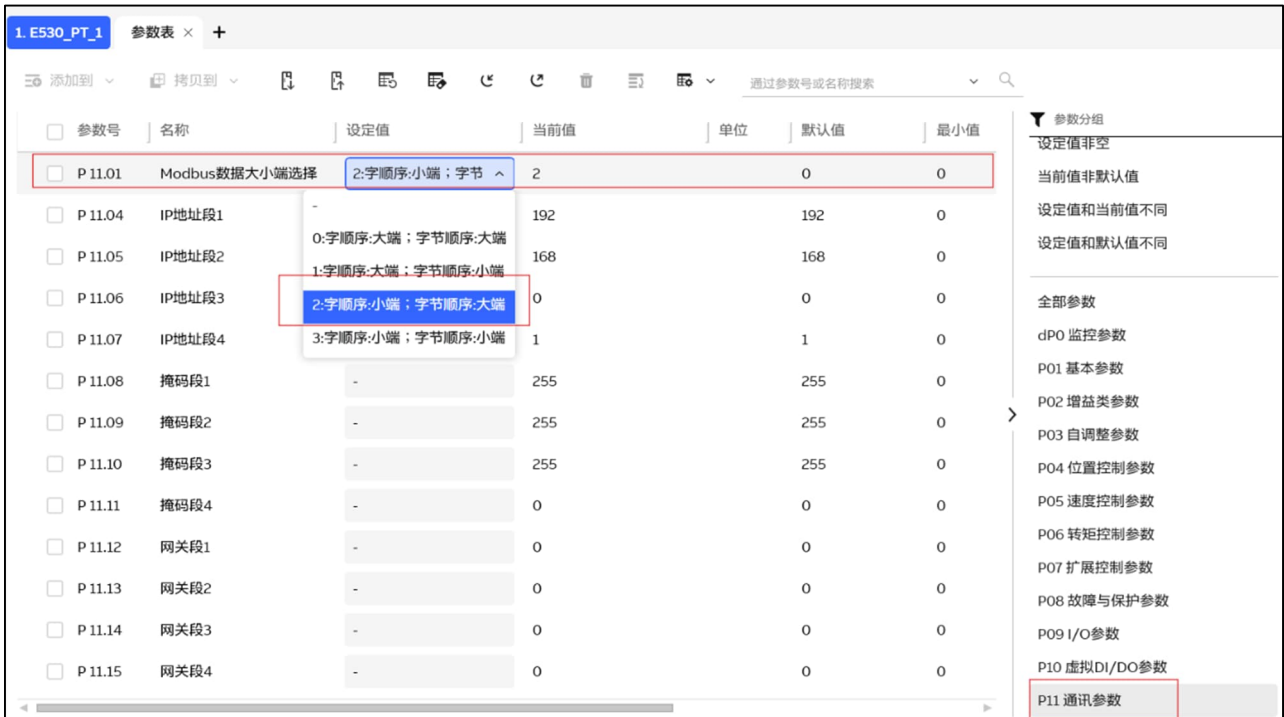 1. E530_PT_1 参数表 × +
添加到 拷贝到 通过参数号或名称搜索
参数号 名称 设定值 当前值 单位 默认值 最小值
P 11.01 Modbus数据大小端选择 2:字顺序:小端；字节 2 0 0
-
P 11.04 IP地址段1 192 192 0
0:字顺序:大端；字节顺序:大端
P 11.05 IP地址段2 168 168 0
1:字顺序:大端；字节顺序:小端
P 11.06 IP地址段3 0 0 0
2:字顺序:小端；字节顺序:大端
P 11.07 IP地址段4 1 1 0
3:字顺序:小端；字节顺序:小端
P 11.08 掩码段1 - 255 255 0
P 11.09 掩码段2 - 255 255 0
P 11.10 掩码段3 - 255 255 0
P 11.11 掩码段4 - 0 0 0
P 11.12 网关段1 - 0 0 0
P 11.13 网关段2 - 0 0 0
P 11.14 网关段3 - 0 0 0
P 11.15 网关段4 - 0 0 0
参数分组
设定值非空
当前值非默认值
设定值和当前值不同
设定值和默认值不同
全部参数
dP0 监控参数
P01 基本参数
P02 增益类参数
P03 自调整参数
P04 位置控制参数
P05 速度控制参数
P06 转矩控制参数
P07 扩展控制参数
P08 故障与保护参数
P09 I/O参数
P10 虚拟DI/DO参数
P11 通讯参数